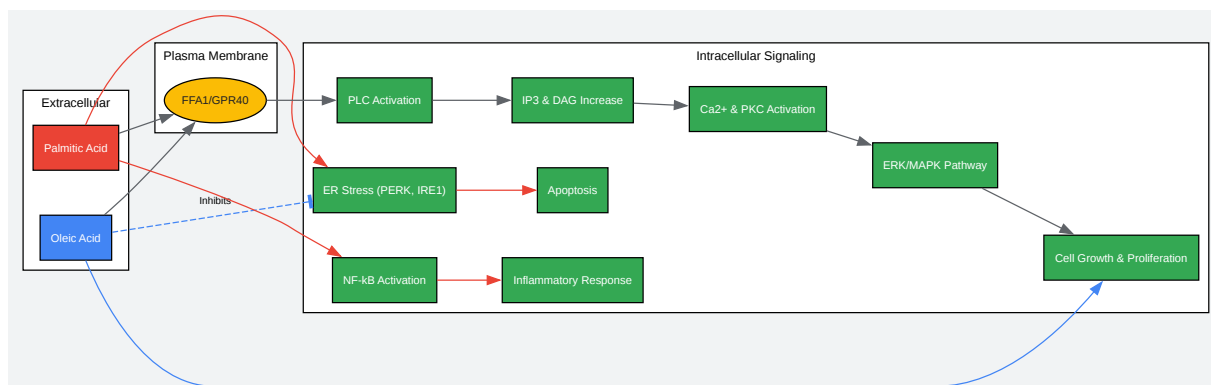 Extracellular
Plasma Membrane
Intracellular Signaling
Palmitic Acid
Oleic Acid
FFA1/GPR40
PLC Activation
IP3 & DAG Increase
Ca2+ & PKC Activation
ERK/MAPK Pathway
Cell Growth & Proliferation
Inhibits
ER Stress (PERK, IRE1)
Apoptosis
NF-kB Activation
Inflammatory Response